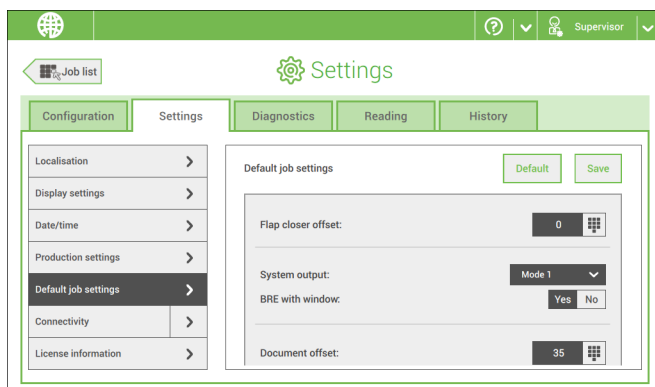 Supervisor
Job list
Settings
Configuration Settings Diagnostics Reading History
Localisation
Display settings
Date/time
Production settings
Default job settings
Connectivity
License information
Default job settings Default Save
Flap closer offset: 0
System output: Mode 1
BRE with window: Yes No
Document offset: 35